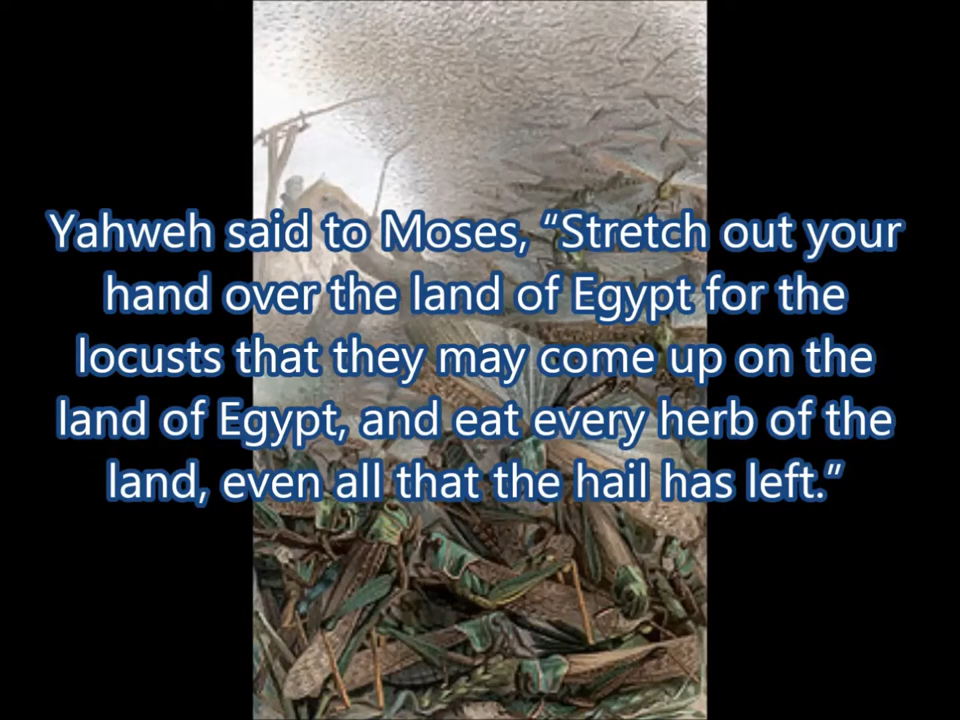 Yahweh said to Moses, “Stretch out your
hand over the land of Egypt for the
locusts that they may come up on the
land of Egypt, and eat every herb of the
land, even all that the hail has left.”